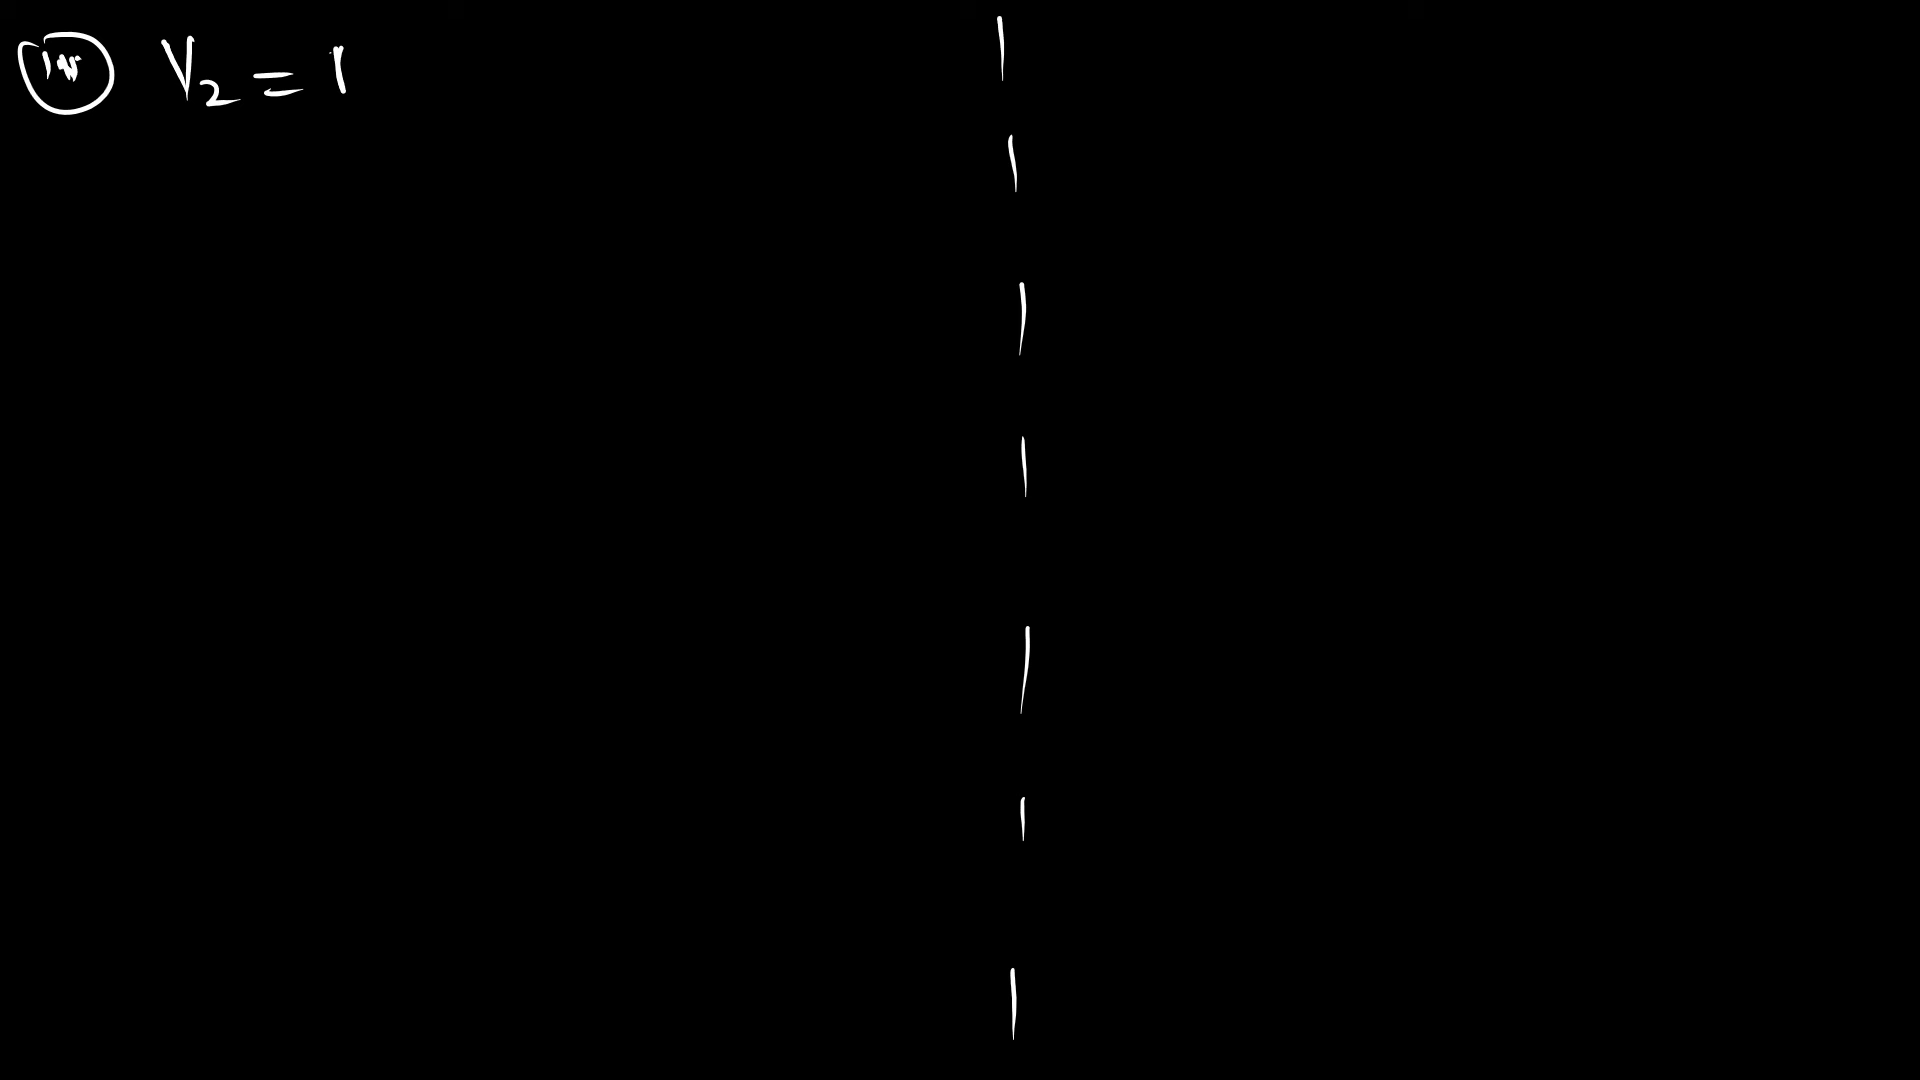 V₂ = 1